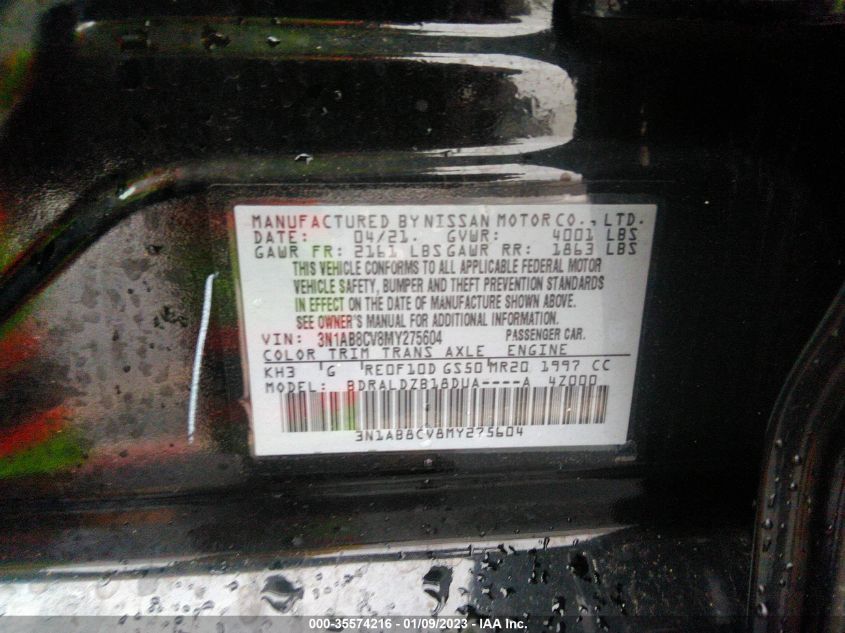 MANUFACTURED BY NISSAN MOTOR CO., LTD.
DATE: 04/21. GVWR: 4001 LBS
GAWR FR: 2161 LBS GAWR RR: 1863 LBS
THIS VEHICLE CONFORMS TO ALL APPLICABLE FEDERAL MOTOR
VEHICLE SAFETY, BUMPER AND THEFT PREVENTION STANDARDS
IN EFFECT ON THE DATE OF MANUFACTURE SHOWN ABOVE.
SEE OWNER'S MANUAL FOR ADDITIONAL INFORMATION.
VIN: 3N1AB8CV8MY275604 PASSENGER CAR.
COLOR TRIM TRANS AXLE ENGINE
KH3 'G 'RE0F10D GS50'MR20 1997 CC
MODEL: BDRALDZB18DUA----A 4Z000
3N1AB8CV8MY275604
000-35574216 - 01/09/2023 - IAA Inc.